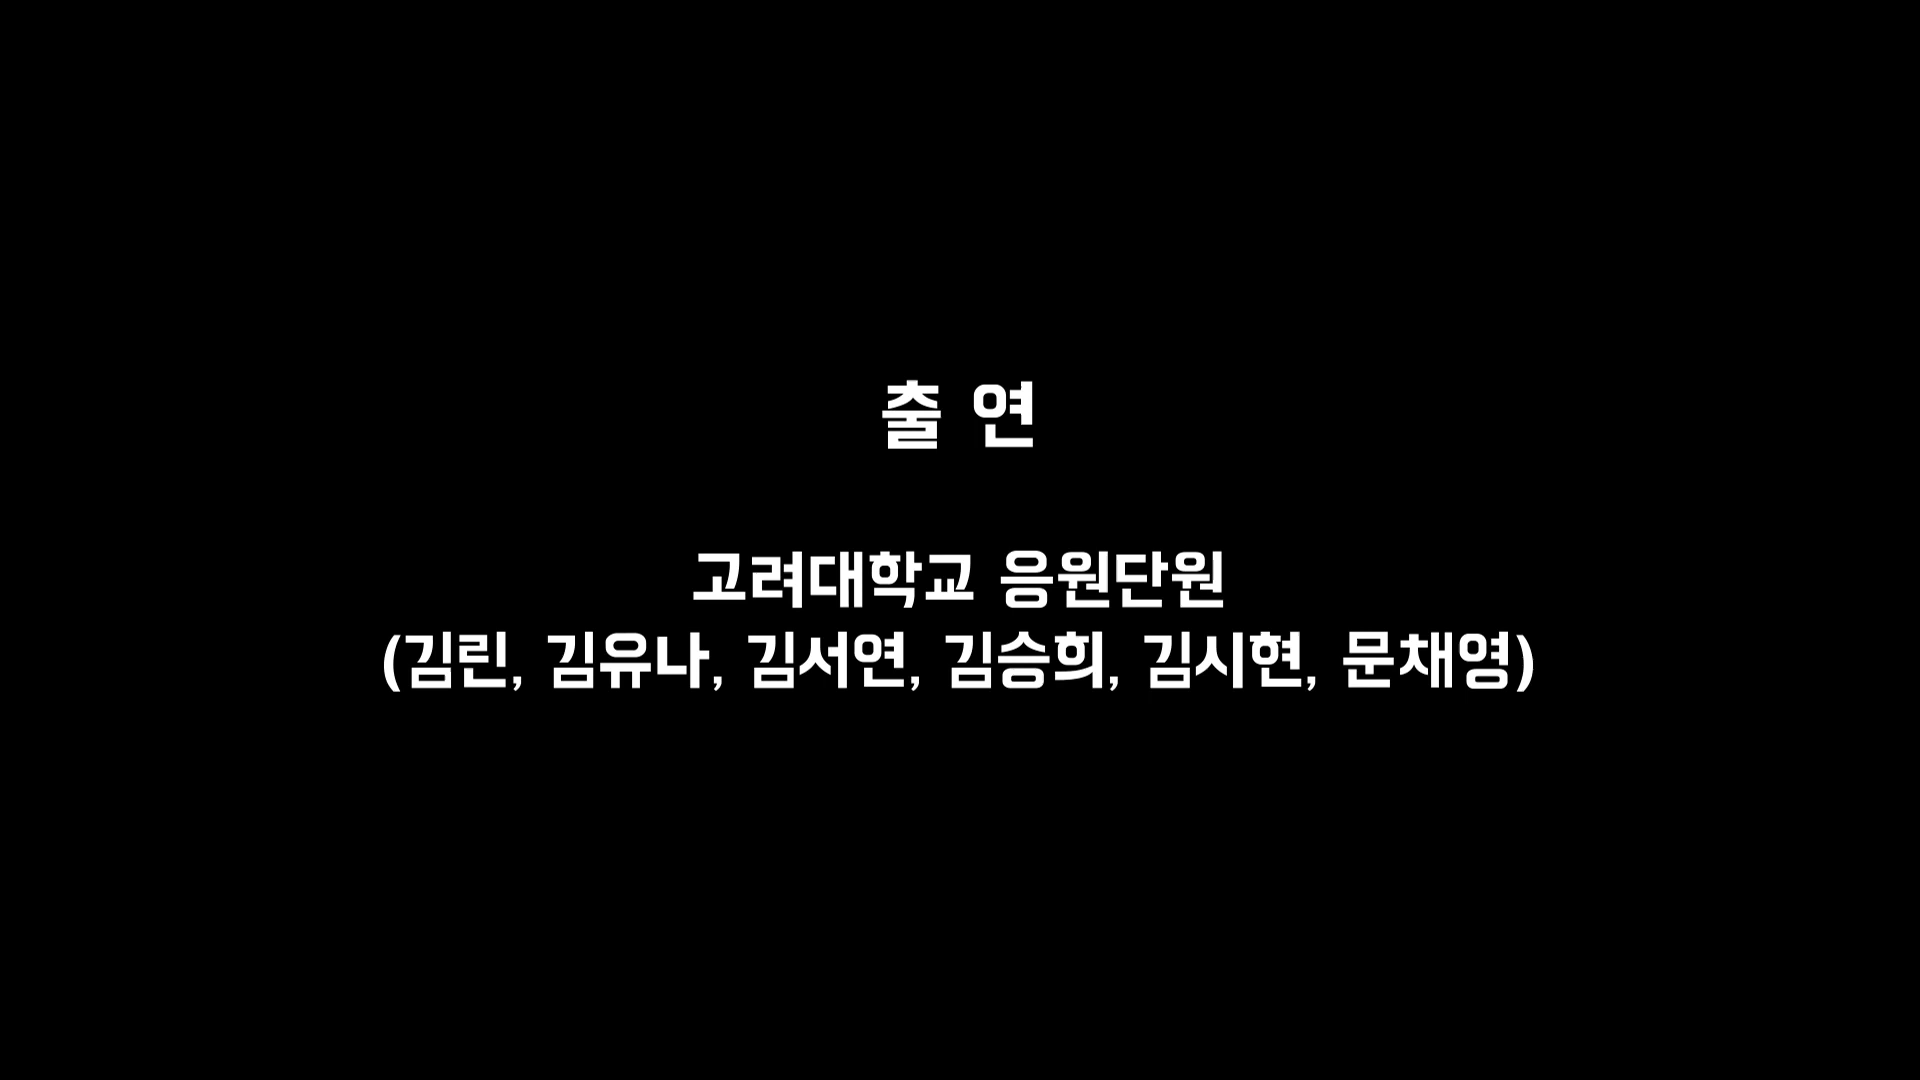 출 연
고려대학교 응원단원
(김린, 김유나, 김서연, 김승희, 김시현, 문채영)